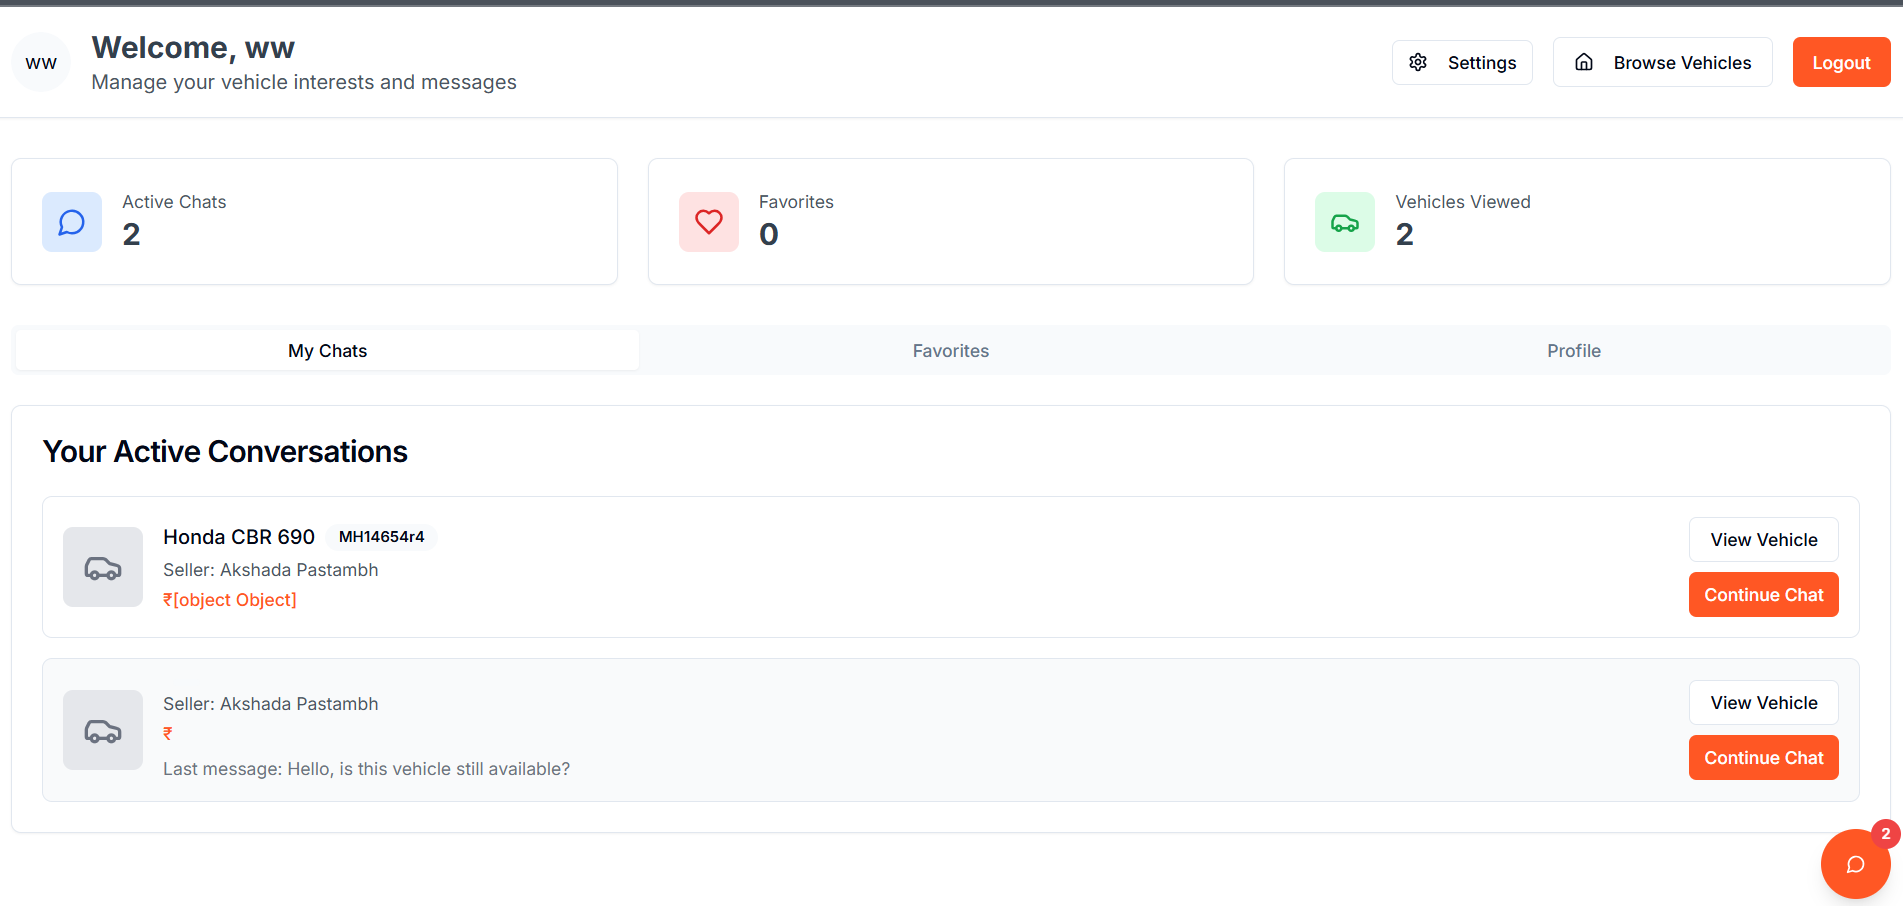 ww
Welcome, ww
Manage your vehicle interests and messages
Settings
Browse Vehicles
Logout
Active Chats
2
Favorites
0
Vehicles Viewed
2
My Chats
Favorites
Profile
Your Active Conversations
Honda CBR 690 MH14654r4
Seller: Akshada Pastambh
₹[object Object]
View Vehicle
Continue Chat
Seller: Akshada Pastambh
₹
Last message: Hello, is this vehicle still available?
View Vehicle
Continue Chat
2